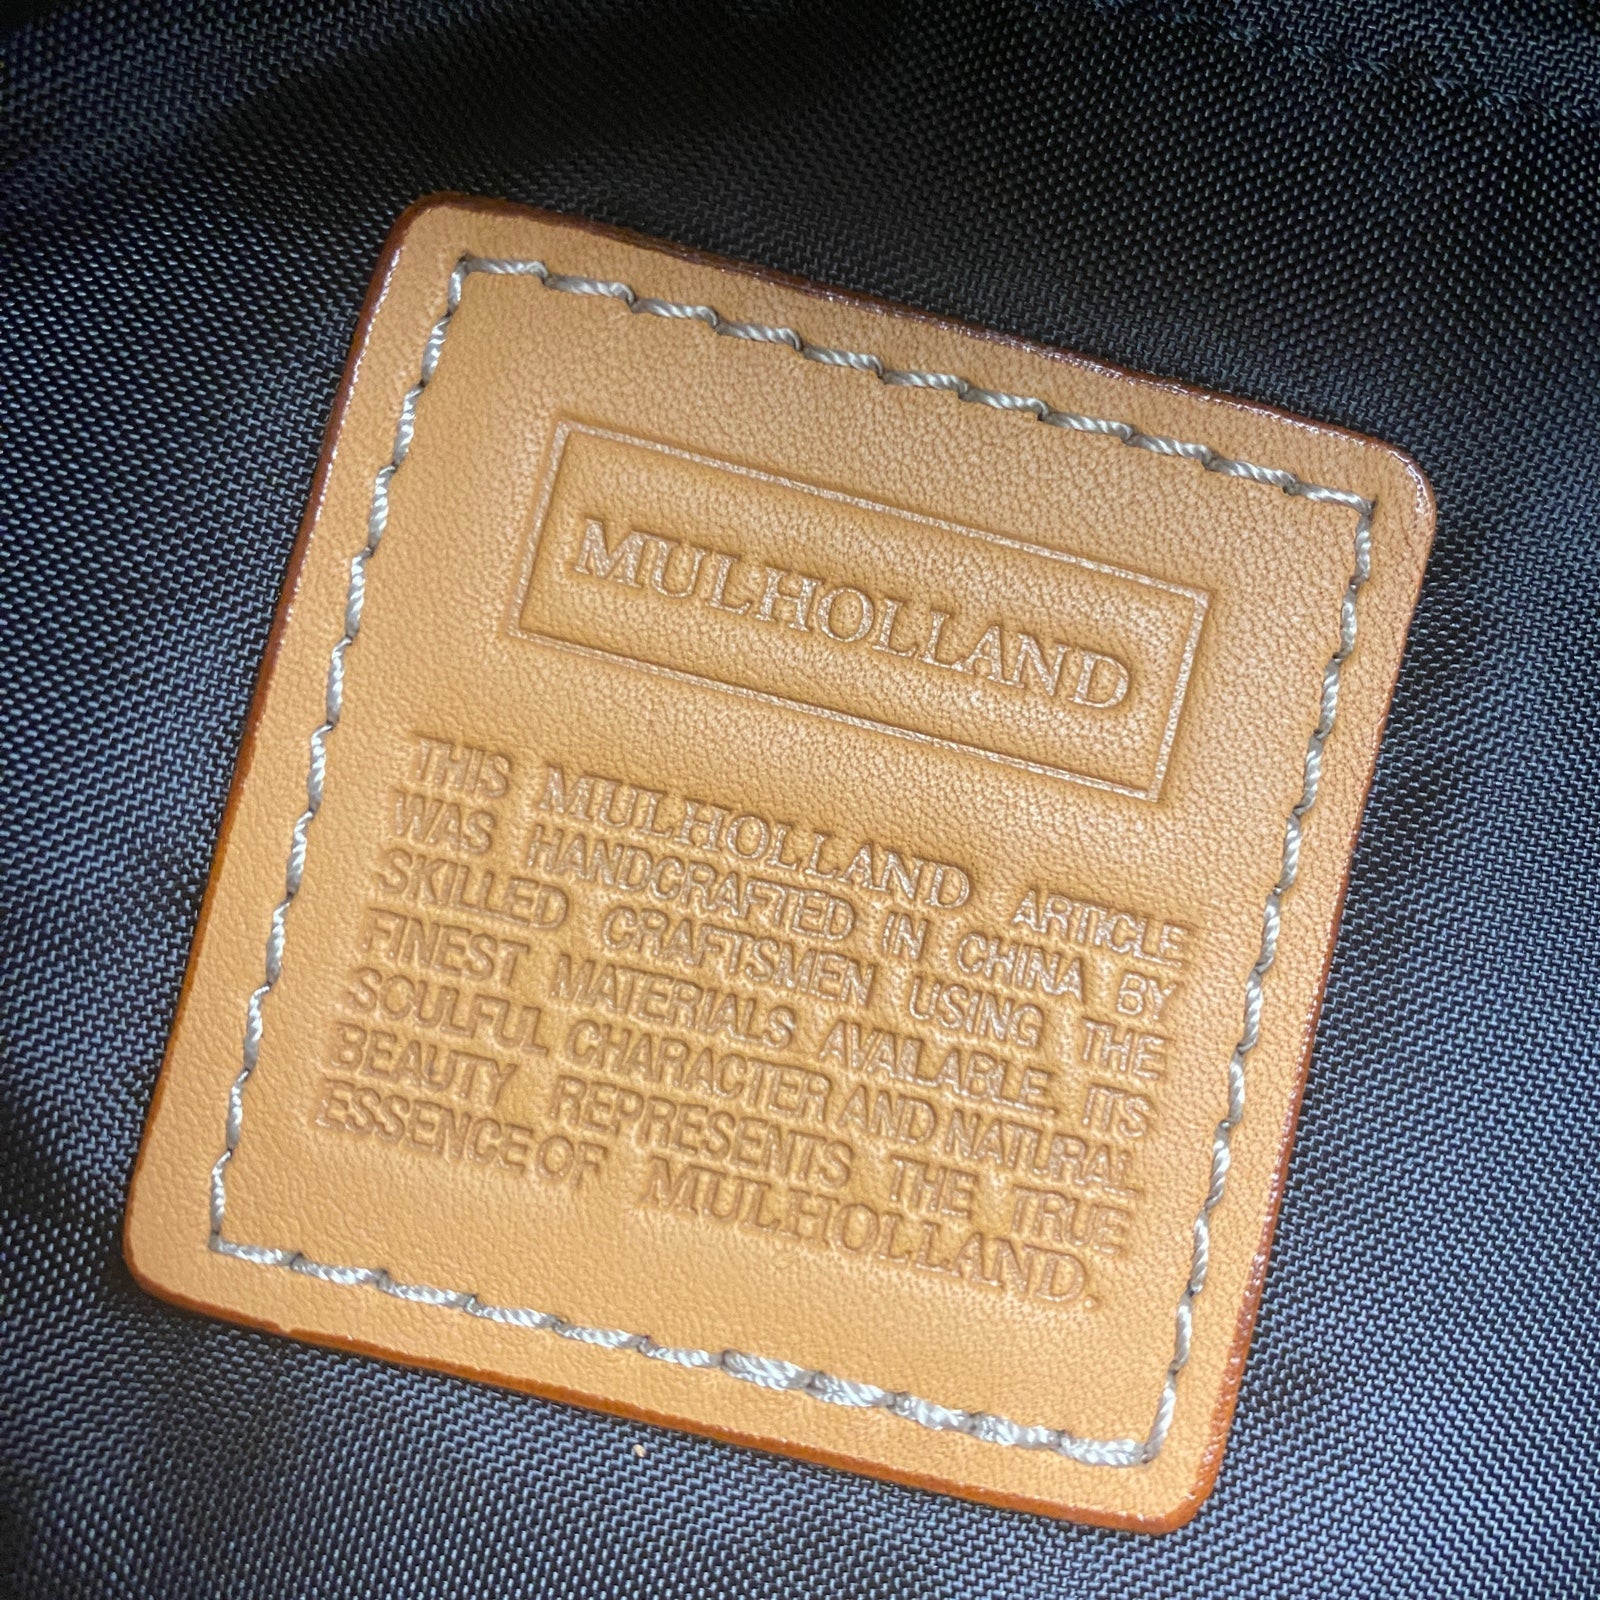 MULHOLLAND
THIS MULHOLLAND ARTICLE
WAS HANDCRAFTED IN CHINA BY
SKILLED CRAFTSMEN USING THE
FINEST MATERIALS AVAILABLE. ITS
SCULFUL CHARACTER AND NATURAL
BEAUTY REPRESENTS THE TRUE
ESSENCE OF MULHOLLAND.